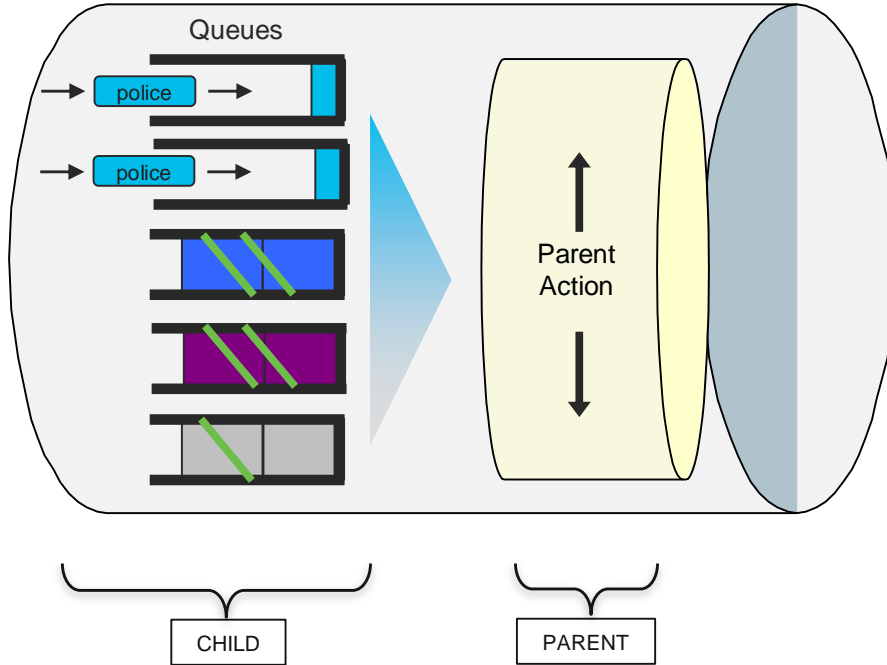 Queues
police
police
Parent
Action
CHILD
PARENT